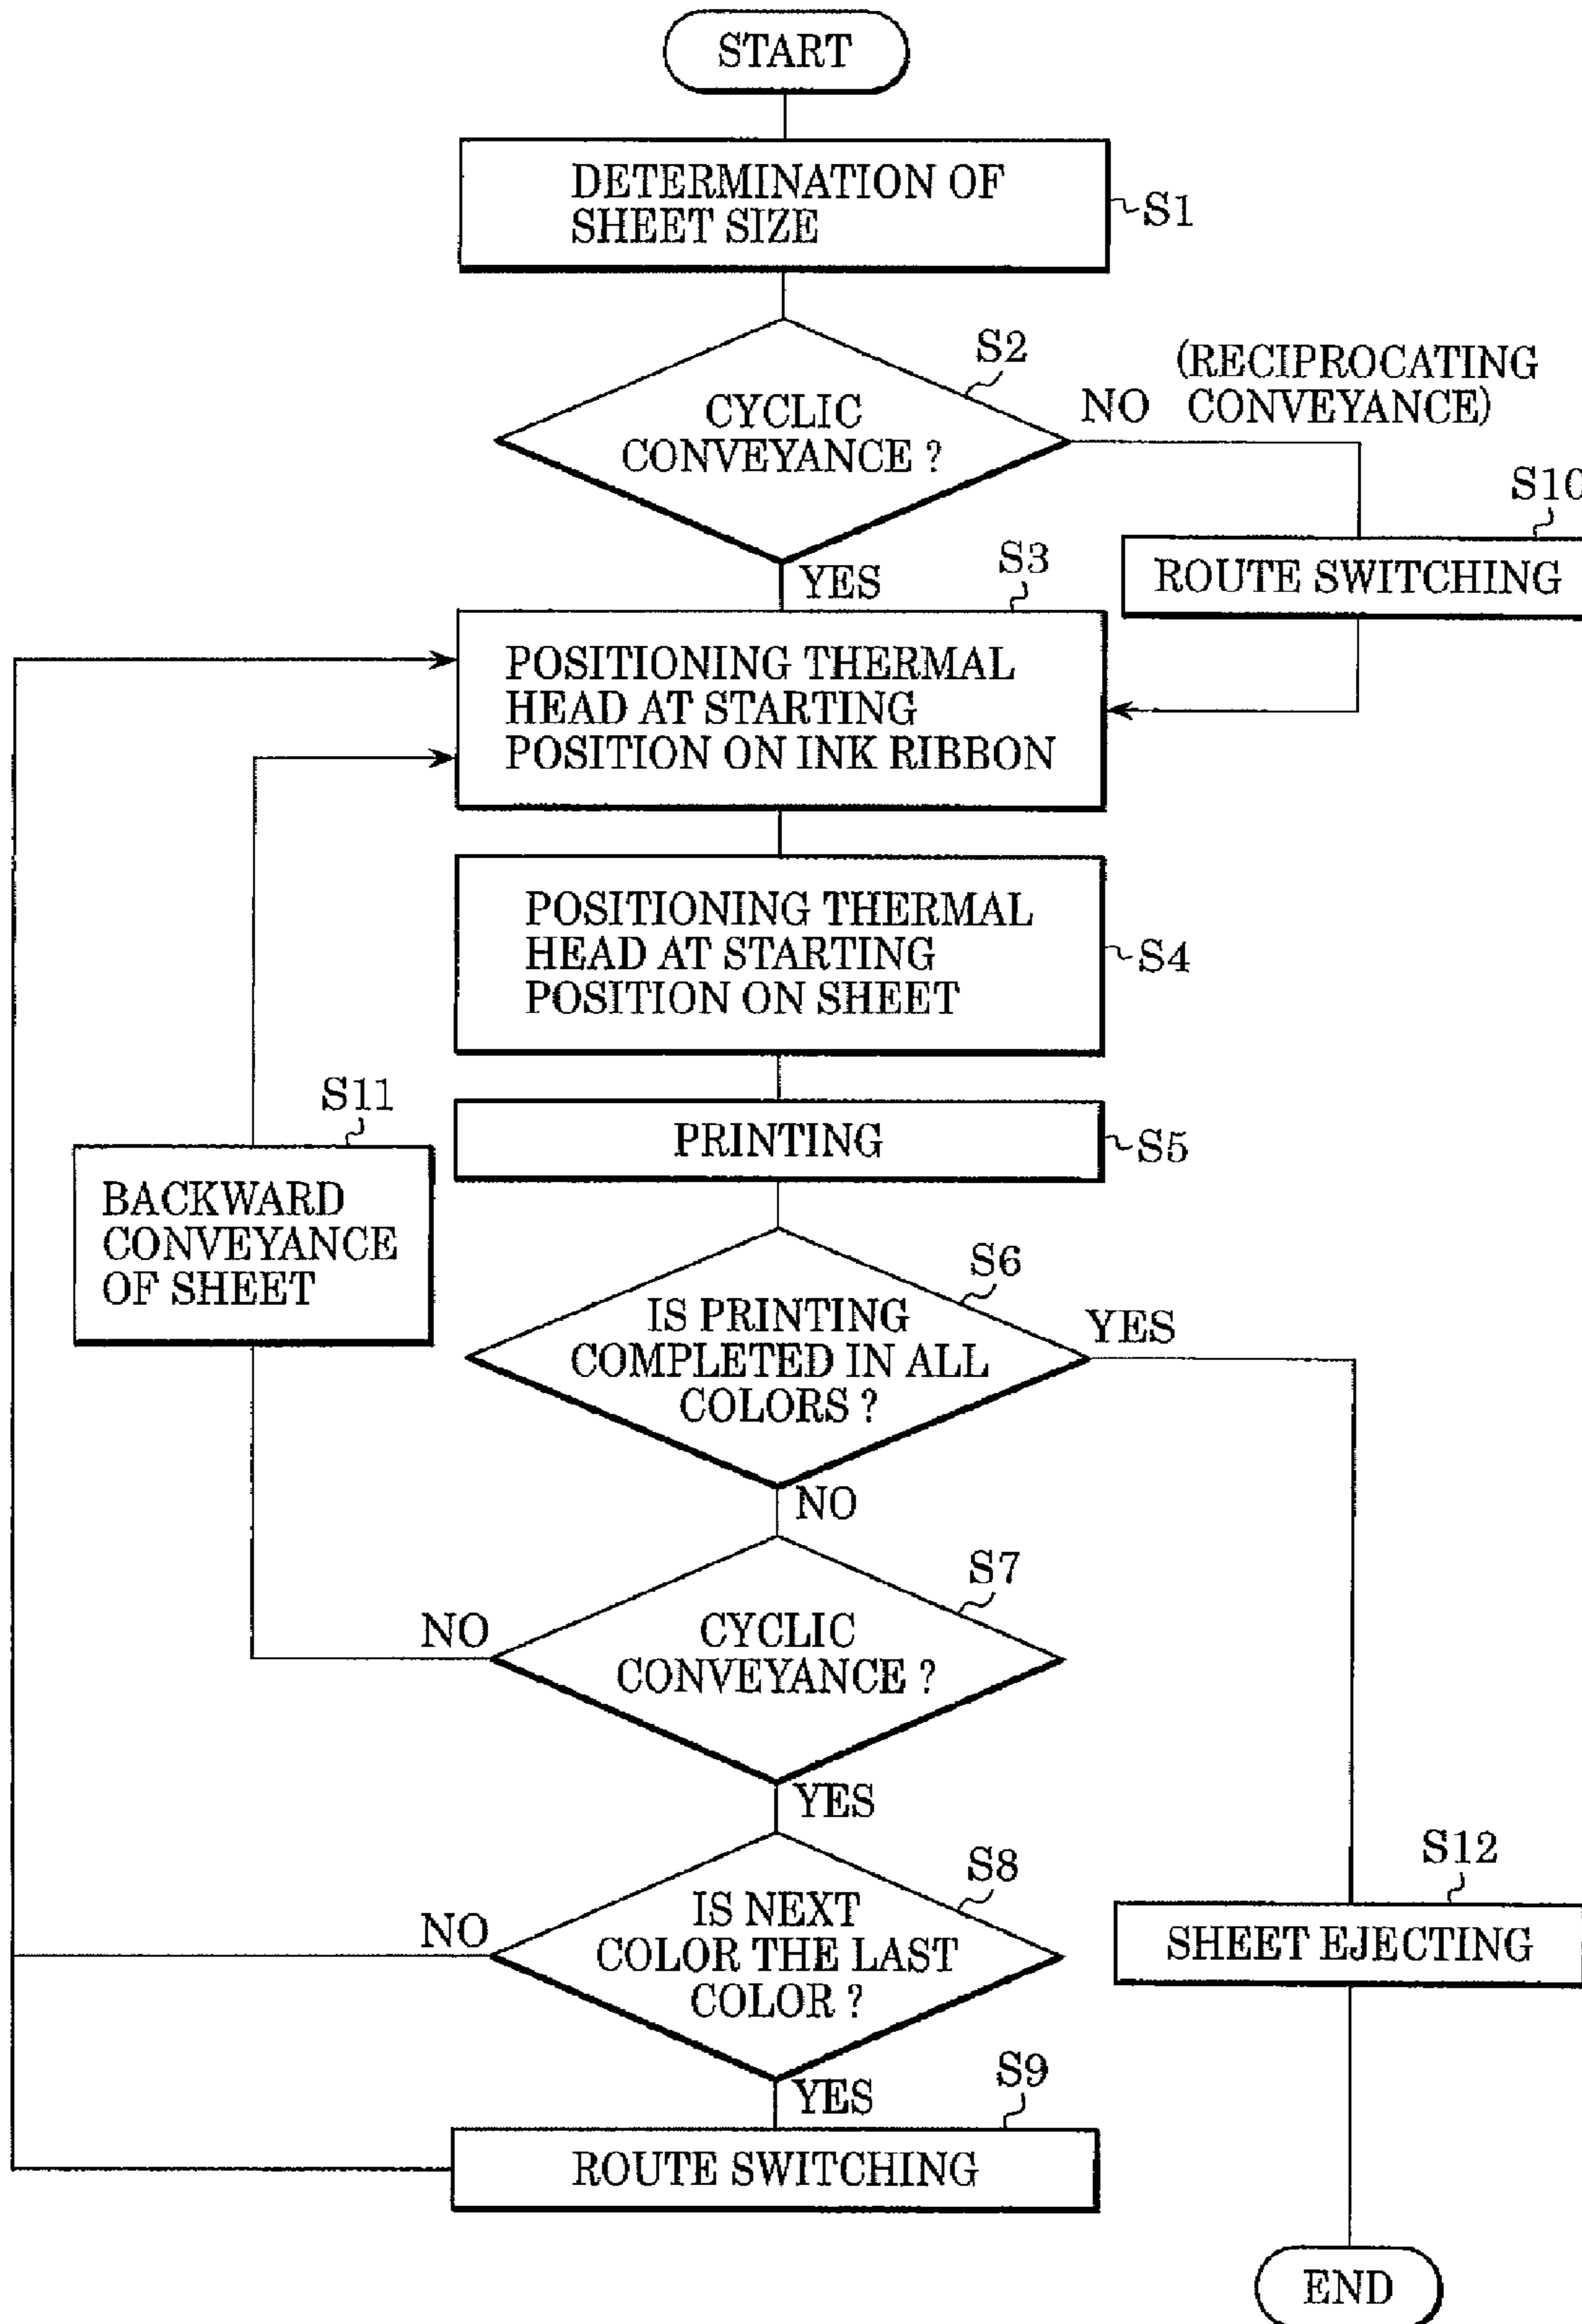 START
DETERMINATION OF
SHEET SIZE
S1
S2
CYCLIC
CONVEYANCE ?
NO
(RECIPROCATING
CONVEYANCE)
S10
ROUTE SWITCHING
YES
S3
POSITIONING THERMAL
HEAD AT STARTING
POSITION ON INK RIBBON
POSITIONING THERMAL
HEAD AT STARTING
POSITION ON SHEET
S4
S11
BACKWARD
CONVEYANCE
OF SHEET
PRINTING
S5
S6
IS PRINTING
COMPLETED IN ALL
COLORS ?
YES
NO
S7
CYCLIC
CONVEYANCE ?
NO
YES
S8
IS NEXT
COLOR THE LAST
COLOR ?
NO
S12
SHEET EJECTING
YES
S9
ROUTE SWITCHING
END